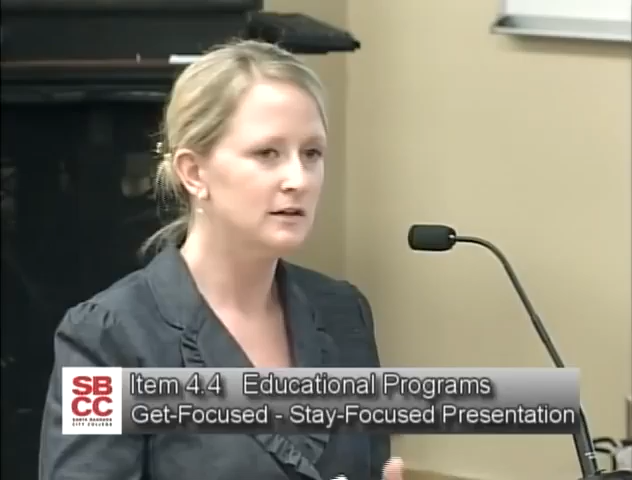 SB
CC
SANTA BARBARA
CITY COLLEGE
Item 4.4 Educational Programs
Get-Focused - Stay-Focused Presentation